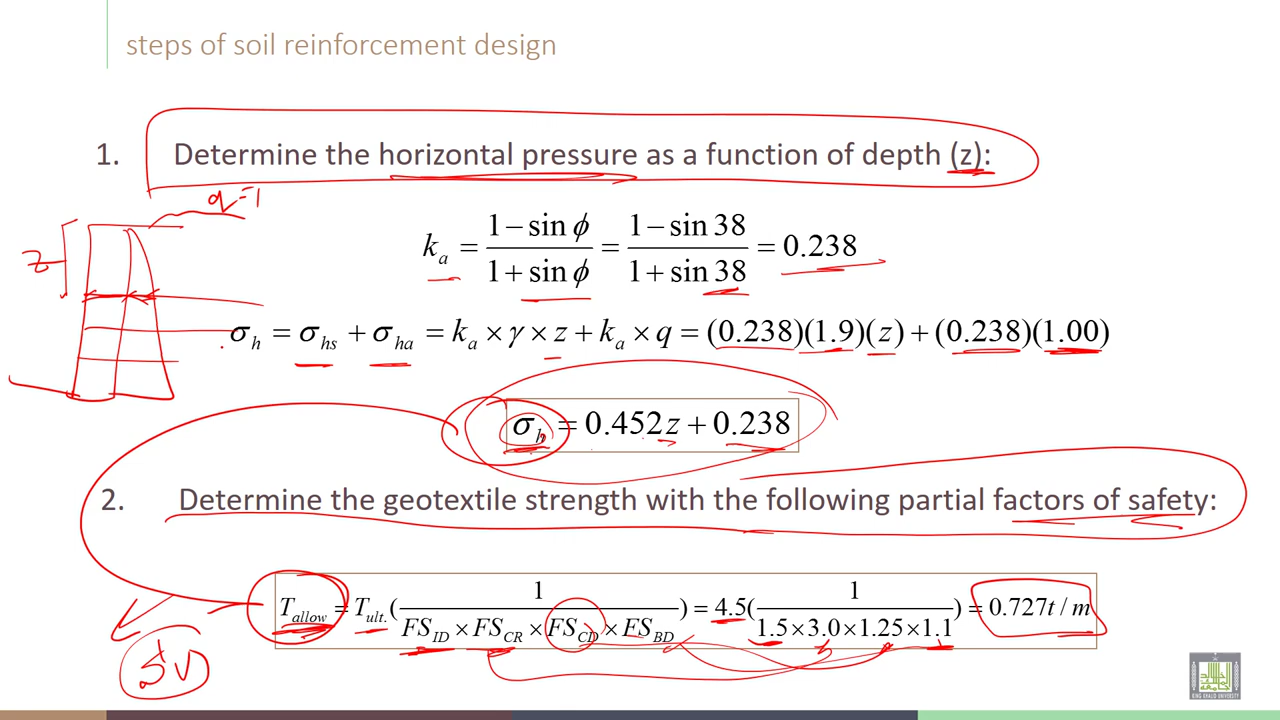 steps of soil reinforcement design
1. Determine the horizontal pressure as a function of depth (z):
q=1
z
k_a = (1 − sin ϕ)/(1 + sin ϕ) = (1 − sin 38)/(1 + sin 38) = 0.238
σ_h = σ_hs + σ_ha = k_a × γ × z + k_a × q = (0.238)(1.9)(z) + (0.238)(1.00)
σ_h = 0.452z + 0.238
2. Determine the geotextile strength with the following partial factors of safety:
T_allow = T_ult. ( 1/(FS_ID × FS_CR × FS_CD × FS_BD) ) = 4.5( 1/(1.5 × 3.0 × 1.25 × 1.1) ) = 0.727t / m
KING KHALID UNIVERSITY